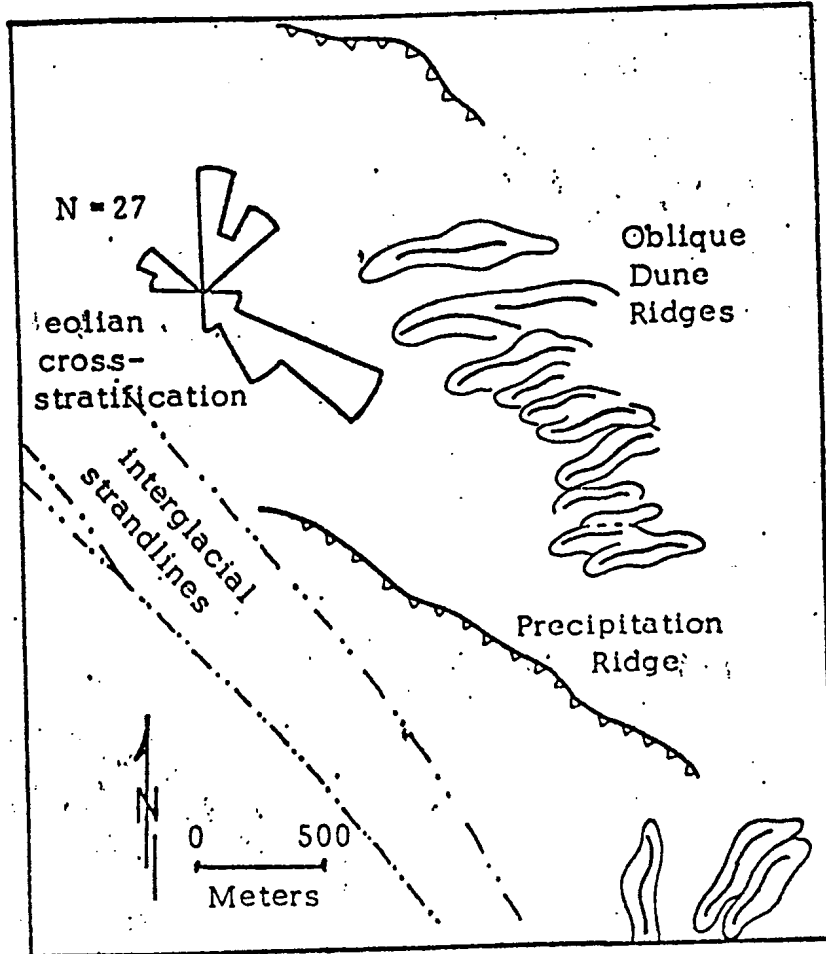 N = 27
Oblique
Dune
Ridges
eolian
cross-
stratification
interglacial
strandlines
Precipitation
Ridge
N
0 500
Meters